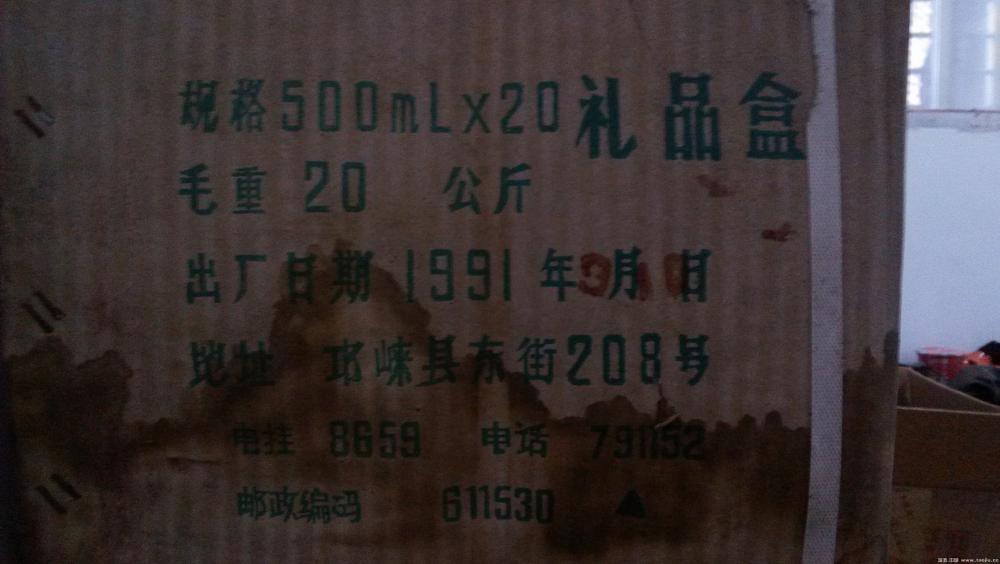 规格500mLx20礼品盒
毛重 20 公斤
出厂日期 1991 年9月 日
地址 邛崃县东街208号
电挂 8659 电话 791152
邮政编码 611530